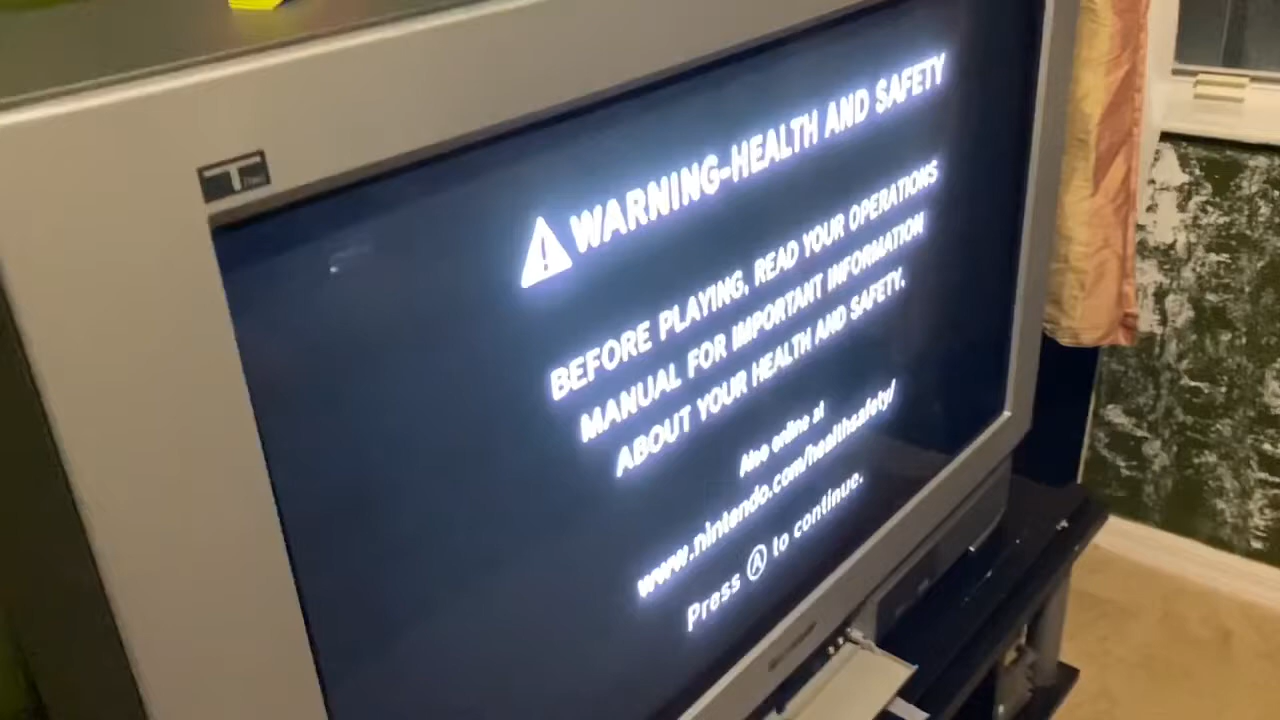 T
WARNING-HEALTH AND SAFETY
BEFORE PLAYING, READ YOUR OPERATIONS
MANUAL FOR IMPORTANT INFORMATION
ABOUT YOUR HEALTH AND SAFETY.
Also online at
www.nintendo.com/healthsafety/
Press A to continue.